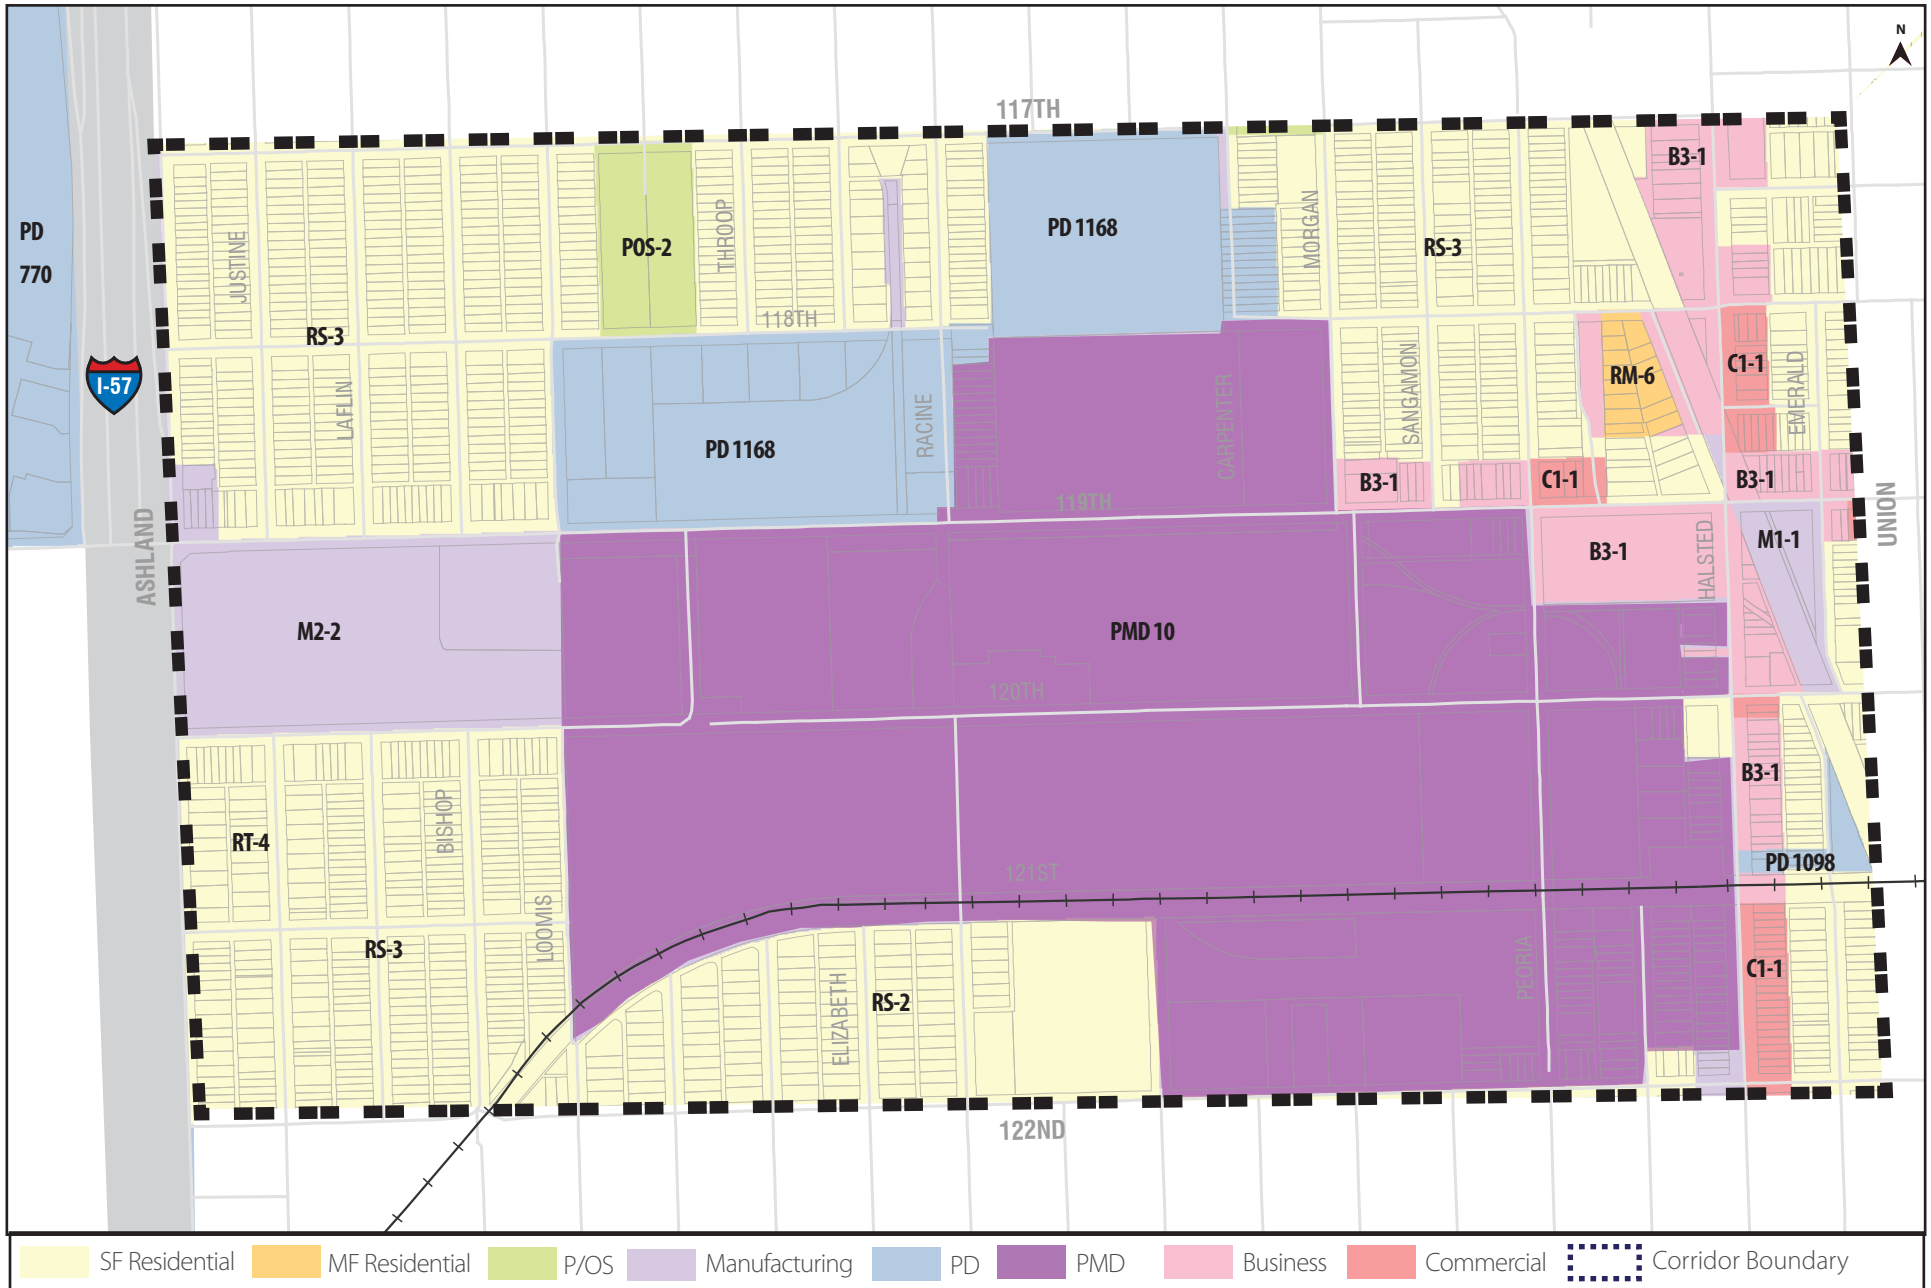 N
117TH
B3-1
PD
770
JUSTINE
POS-2
THROOP
PD 1168
MORGAN
RS-3
118TH
RS-3
I-57
LAFLIN
PD 1168
RACINE
CARPENTER
SANGAMON
RM-6
C1-1
EMERALD
B3-1
C1-1
B3-1
119TH
UNION
ASHLAND
B3-1
HALSTED
M1-1
M2-2
PMD 10
120TH
B3-1
RT-4
BISHOP
PD 1098
121ST
LOOMIS
RS-3
ELIZABETH
RS-2
PEORIA
C1-1
122ND
SF Residential
MF Residential
P/OS
Manufacturing
PD
PMD
Business
Commercial
Corridor Boundary